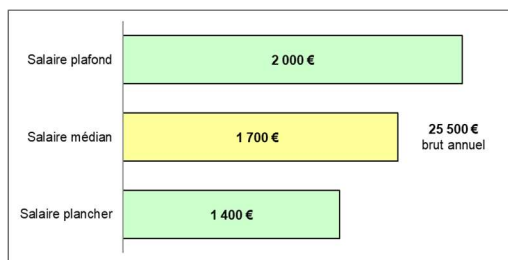 Salaire plafond
2 000 €
Salaire médian
1 700 €
25 500 €
brut annuel
Salaire plancher
1 400 €